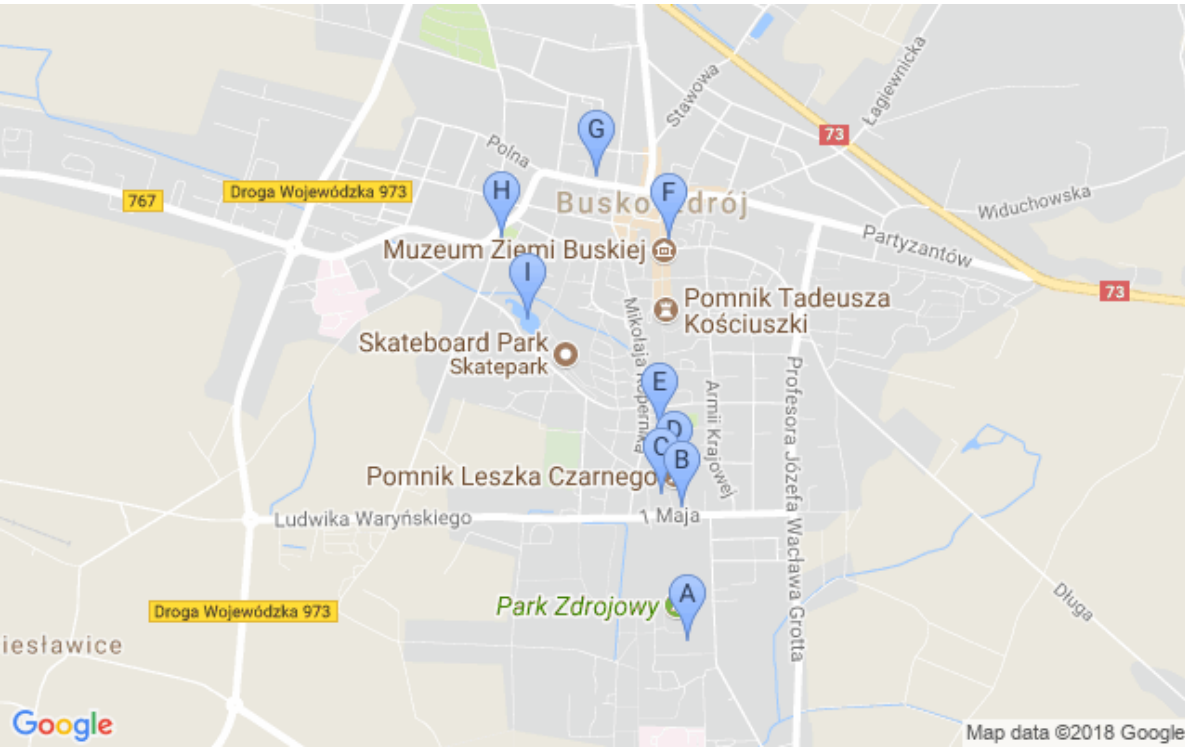 Stawowa
Łagiewnicka
G
73
Polna
767
Droga Wojewódzka 973
H
F
Busko-Zdrój
Widuchowska
Partyzantów
Muzeum Ziemi Buskiej
I
73
Pomnik Tadeusza
Kościuszki
Mikołaja Kopernika
Skateboard Park
Skatepark
E
Armii Krajowej
Profesora Józefa Wacława Grotta
D
C
B
Pomnik Leszka Czarnego
Ludwika Waryńskiego
1 Maja
A
Park Zdrojowy
Droga Wojewódzka 973
Długa
iesławice
Google
Map data ©2018 Google